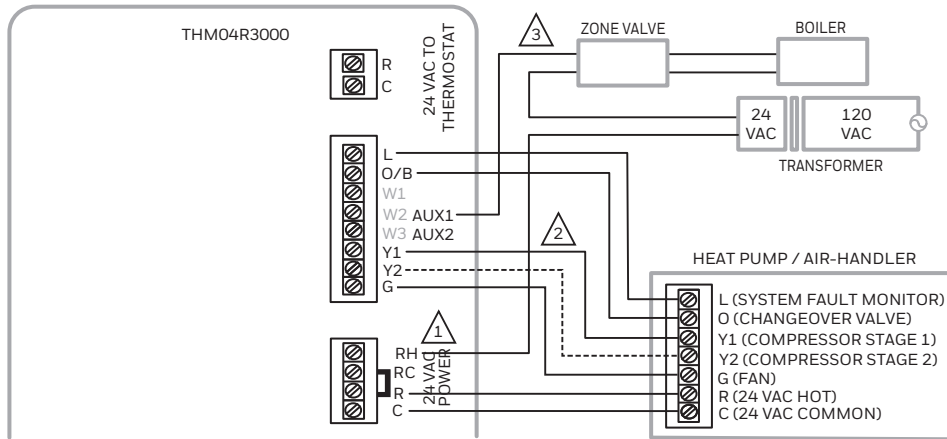 THM04R3000
24 VAC TO
THERMOSTAT
R
C
L
O/B
W1
W2 AUX1
W3 AUX2
Y1
Y2
G
1
24 VAC
POWER
RH
RC
R
C
2
3
ZONE VALVE
BOILER
24
VAC
120
VAC
TRANSFORMER
HEAT PUMP / AIR-HANDLER
L (SYSTEM FAULT MONITOR)
O (CHANGEOVER VALVE)
Y1 (COMPRESSOR STAGE 1)
Y2 (COMPRESSOR STAGE 2)
G (FAN)
R (24 VAC HOT)
C (24 VAC COMMON)